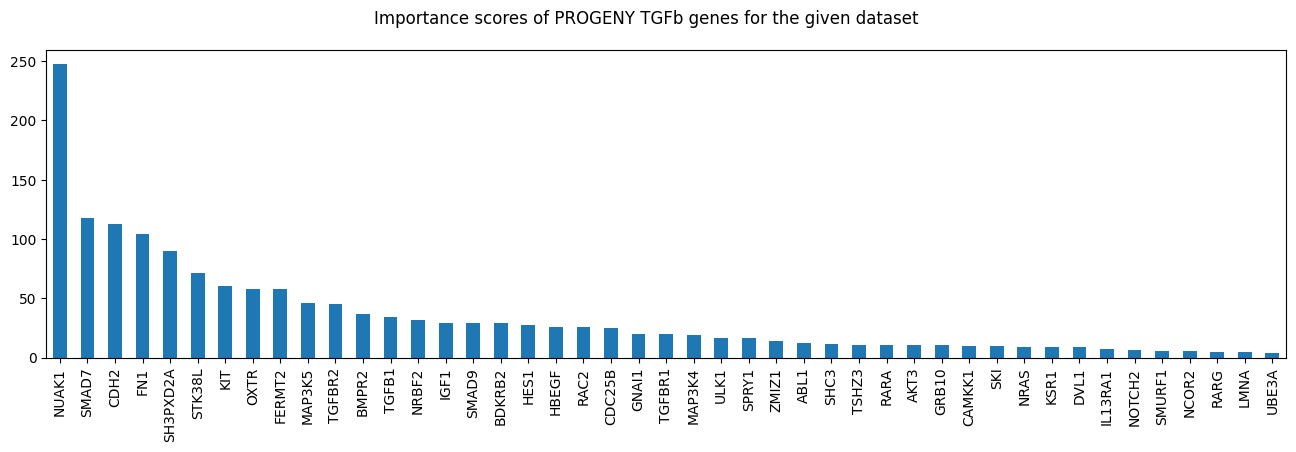 Importance scores of PROGENY TGFb genes for the given dataset
250
200
150
100
50
0
NUAK1
SMAD7
CDH2
FN1
SH3PXD2A
STK38L
KIT
OXTR
FERMT2
MAP3K5
TGFBR2
BMPR2
TGFB1
NRBF2
IGF1
SMAD9
BDKRB2
HES1
HBEGF
RAC2
CDC25B
GNAI1
TGFBR1
MAP3K4
ULK1
SPRY1
ZMIZ1
ABL1
SHC3
TSHZ3
RARA
AKT3
GRB10
CAMKK1
SKI
NRAS
KSR1
DVL1
IL13RA1
NOTCH2
SMURF1
NCOR2
RARG
LMNA
UBE3A